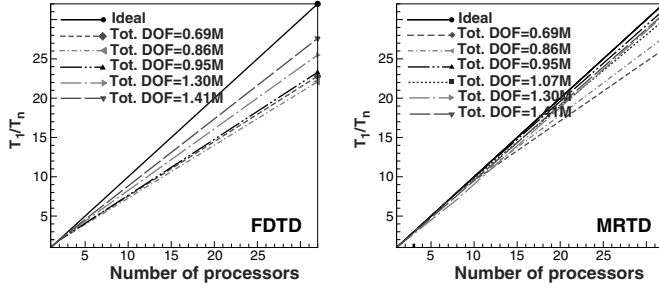 Ideal
Tot. DOF=0.69M
Tot. DOF=0.86M
Tot. DOF=0.95M
Tot. DOF=1.30M
Tot. DOF=1.41M
30
25
20
15
10
5
T1/Tn
5 10 15 20 25 30
Number of processors
FDTD
Ideal
Tot. DOF=0.69M
Tot. DOF=0.86M
Tot. DOF=0.95M
Tot. DOF=1.07M
Tot. DOF=1.30M
Tot. DOF=1.41M
30
25
20
15
10
5
T1/Tn
5 10 15 20 25 30
Number of processors
MRTD